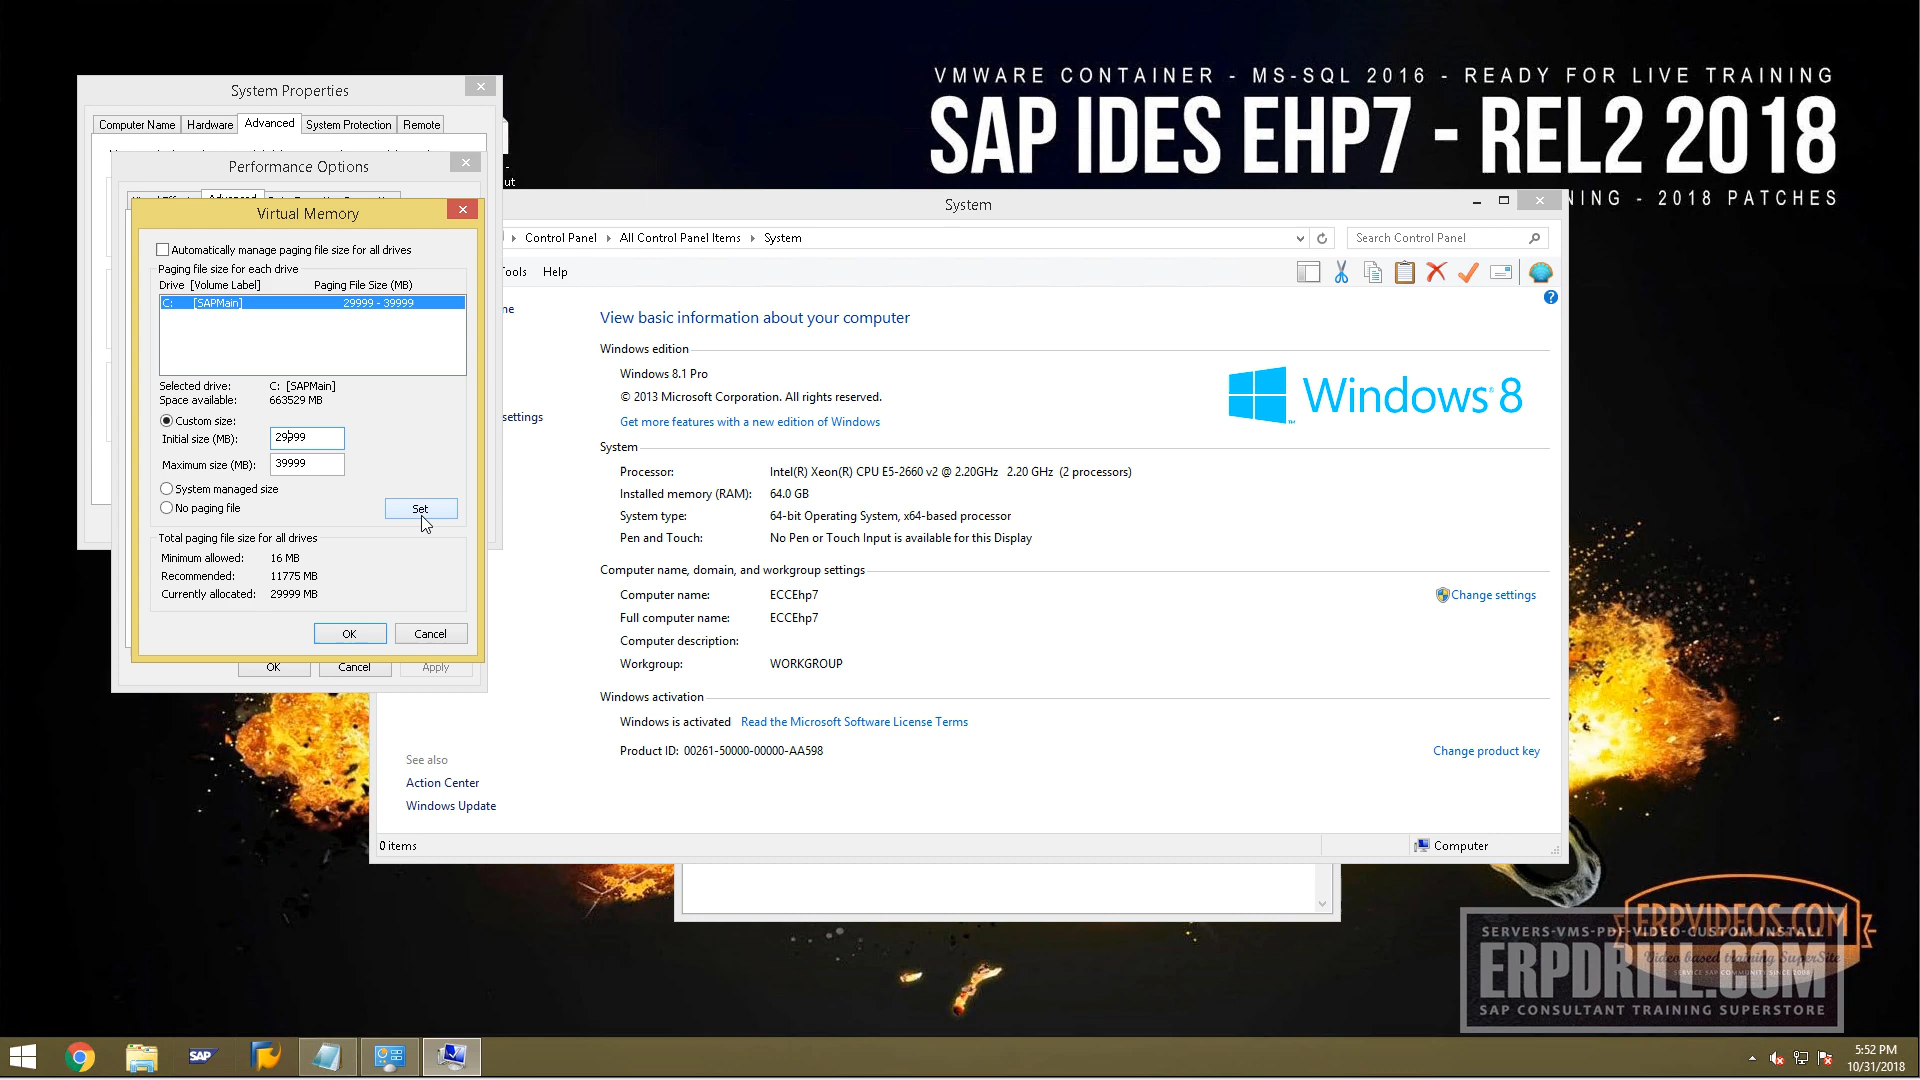 VMWARE CONTAINER - MS-SQL 2016 - READY FOR LIVE TRAINING
SAP IDES EHP7 - REL2 2018
NING - 2018 PATCHES
System Properties
Computer Name
Hardware
Advanced
System Protection
Remote
Performance Options
Advanced
ut
Virtual Memory
Automatically manage paging file size for all drives
Paging file size for each drive
Drive [Volume Label] Paging File Size (MB)
C: [SAPMain] 29999 - 39999
Selected drive: C: [SAPMain]
Space available: 663529 MB
Custom size:
Initial size (MB): 29999
Maximum size (MB): 39999
System managed size
No paging file
Set
Total paging file size for all drives
Minimum allowed: 16 MB
Recommended: 11775 MB
Currently allocated: 29999 MB
OK Cancel
OK Cancel Apply
System
Control Panel
All Control Panel Items
System
Search Control Panel
Tools Help
ne
settings
View basic information about your computer
Windows edition
Windows 8.1 Pro
© 2013 Microsoft Corporation. All rights reserved.
Get more features with a new edition of Windows
Windows 8
System
Processor: Intel(R) Xeon(R) CPU E5-2660 v2 @ 2.20GHz 2.20 GHz (2 processors)
Installed memory (RAM): 64.0 GB
System type: 64-bit Operating System, x64-based processor
Pen and Touch: No Pen or Touch Input is available for this Display
Computer name, domain, and workgroup settings
Computer name: ECCEhp7
Change settings
Full computer name: ECCEhp7
Computer description:
Workgroup: WORKGROUP
Windows activation
Windows is activated Read the Microsoft Software License Terms
Product ID: 00261-50000-00000-AA598
Change product key
See also
Action Center
Windows Update
0 items
Computer
ERPVIDEOS.COM
Video based training SuperSite
SERVERS-VMS-PDF-VIDEO-CUSTOM INSTALL
ERPDRILL.COM
SAP CONSULTANT TRAINING SUPERSTORE
SAP
5:52 PM
10/31/2018